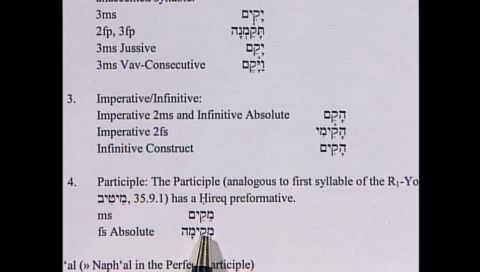 3ms יָקִים
2fp, 3fp תָּקֵמְנָה
3ms Jussive יָקֵם
3ms Vav-Consecutive וַיָּקֶם
3. Imperative/Infinitive:
Imperative 2ms and Infinitive Absolute הָקֵם
Imperative 2fs הָקִימִי
Infinitive Construct הָקִים
4. Participle: The Participle (analogous to first syllable of the R₁-Yo
מֵיטִיב, 35.9.1) has a Ḥireq preformative.
ms מֵקִים
fs Absolute מְקִימָה
'al (» Naph'al in the Perfe